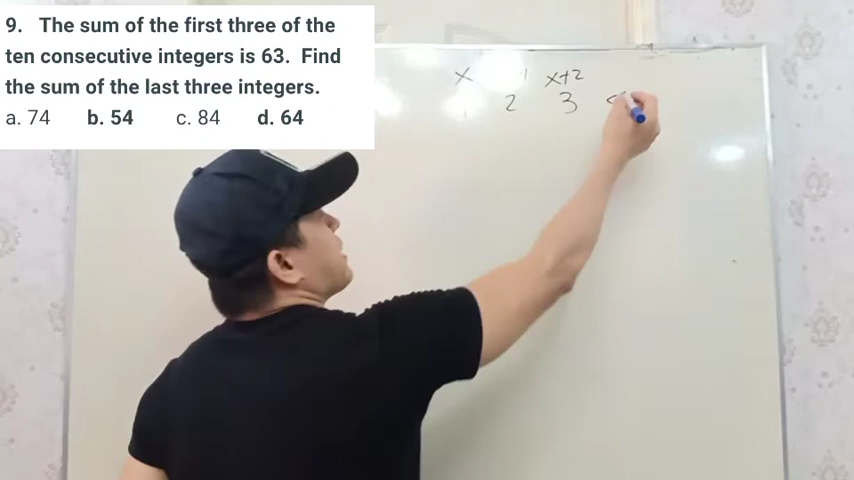 9. The sum of the first three of the
ten consecutive integers is 63. Find
the sum of the last three integers.
a. 74 b. 54 c. 84 d. 64
x x+2
1 2 3